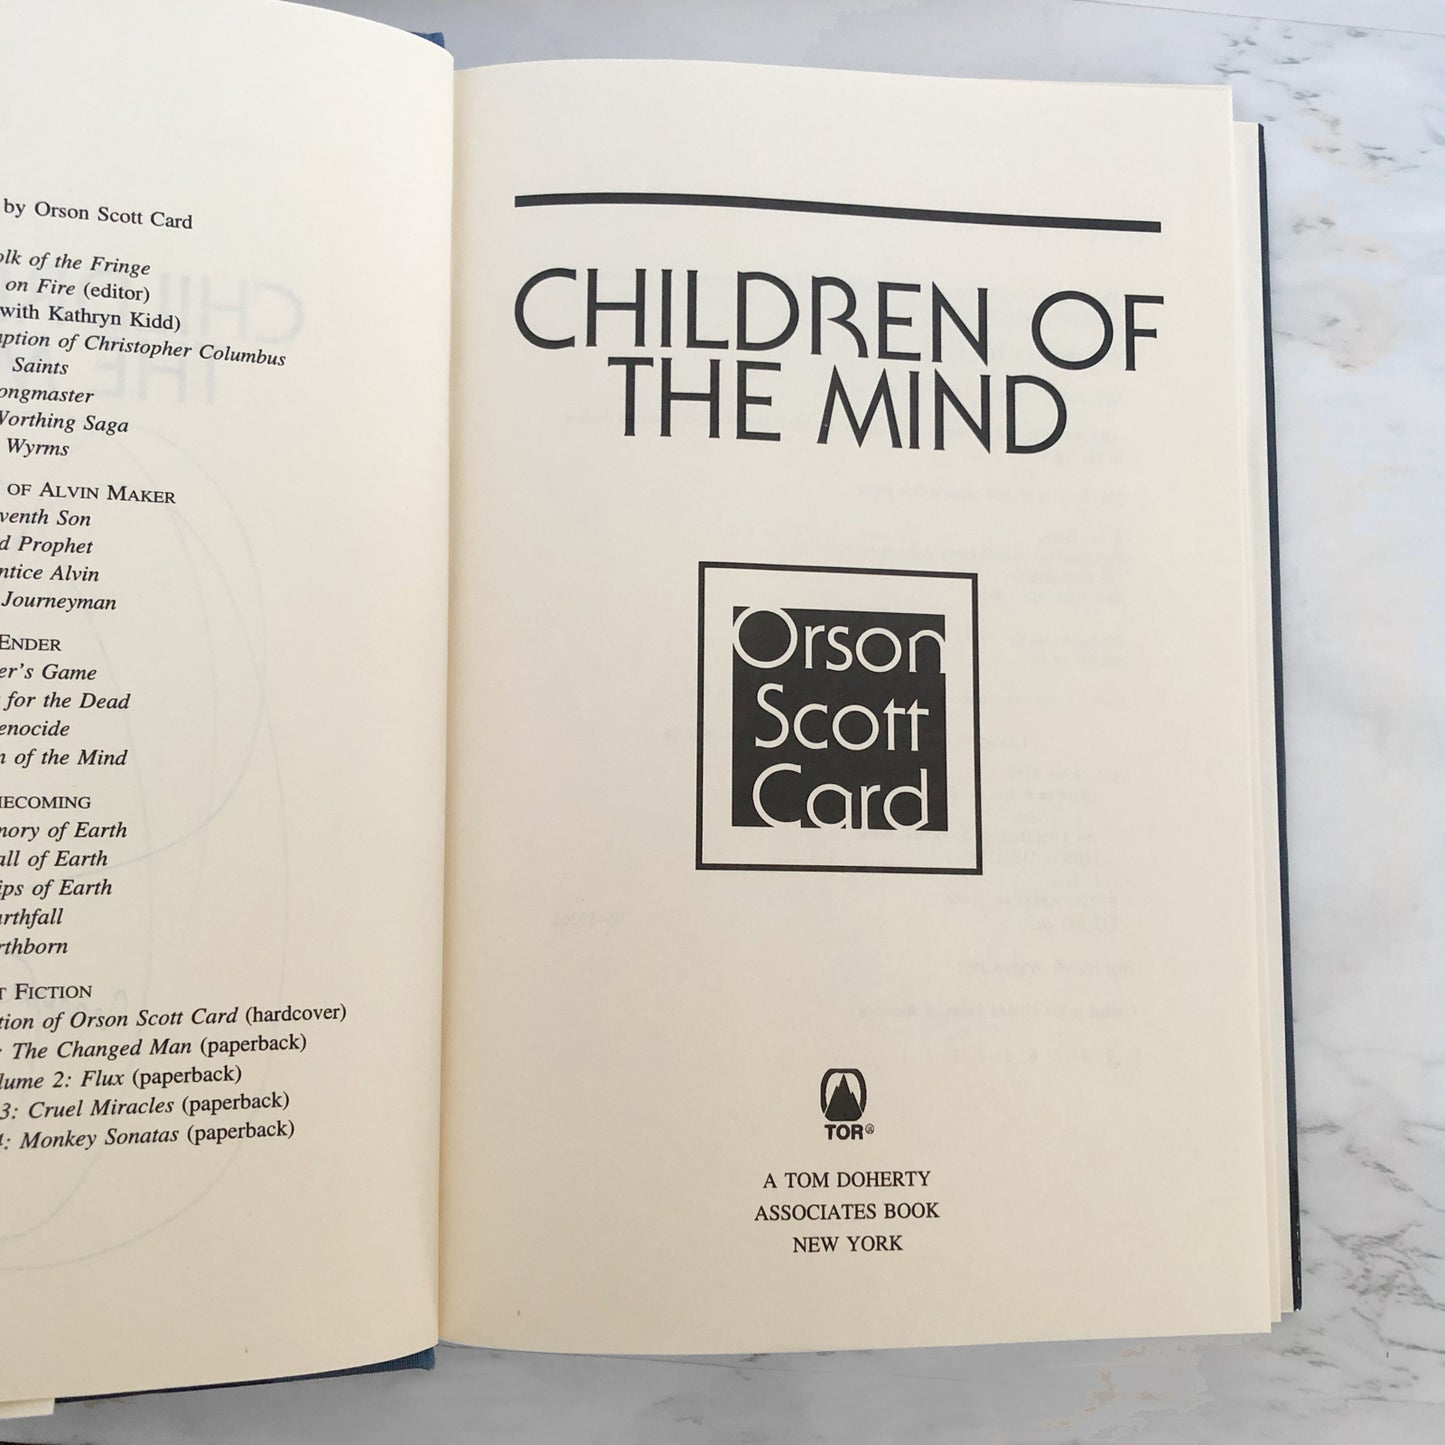 by Orson Scott Card
olk of the Fringe
on Fire (editor)
with Kathryn Kidd)
ption of Christopher Columbus
Saints
ongmaster
Worthing Saga
Wyrms
OF ALVIN MAKER
venth Son
d Prophet
ntice Alvin
Journeyman
ENDER
er's Game
for the Dead
enocide
n of the Mind
MECOMING
mory of Earth
all of Earth
ips of Earth
arthfall
rthborn
T FICTION
tion of Orson Scott Card (hardcover)
: The Changed Man (paperback)
lume 2: Flux (paperback)
3: Cruel Miracles (paperback)
4: Monkey Sonatas (paperback)
CHILDREN OF
THE MIND
Orson
Scott
Card
TOR®
A TOM DOHERTY
ASSOCIATES BOOK
NEW YORK